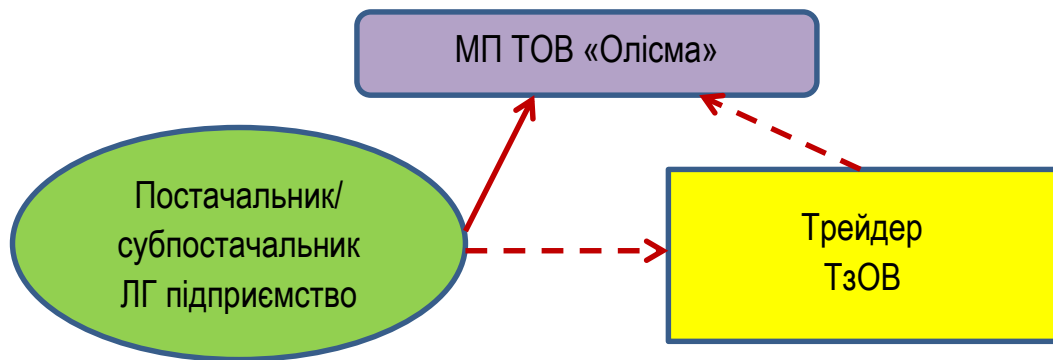 МП ТОВ «Олісма»
Постачальник/
субпостачальник
ЛГ підприємство
Трейдер
ТзОВ